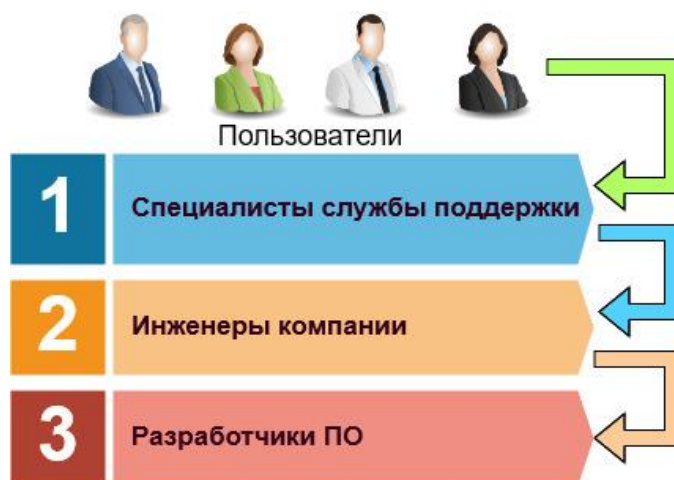 Пользователи
1
Специалисты службы поддержки
2
Инженеры компании
3
Разработчики ПО